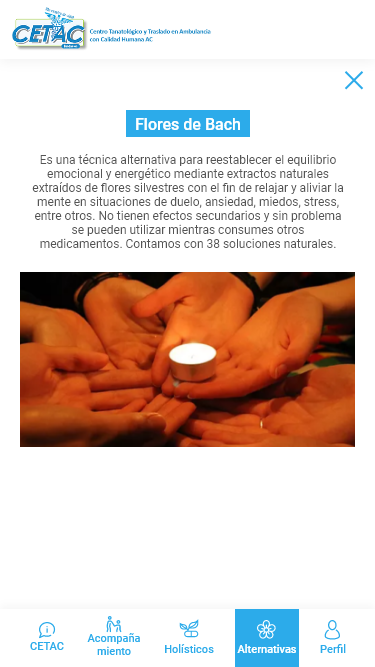 CETAC
Centro Tanatológico y Traslado en Ambulancia
con Calidad Humana AC
Flores de Bach
Es una técnica alternativa para reestablecer el equilibrio
emocional y energético mediante extractos naturales
extraídos de flores silvestres con el fin de relajar y aliviar la
mente en situaciones de duelo, ansiedad, miedos, stress,
entre otros. No tienen efectos secundarios y sin problema
se pueden utilizar mientras consumes otros
medicamentos. Contamos con 38 soluciones naturales.
CETAC
Acompaña
miento
Holísticos
Alternativas
Perfil